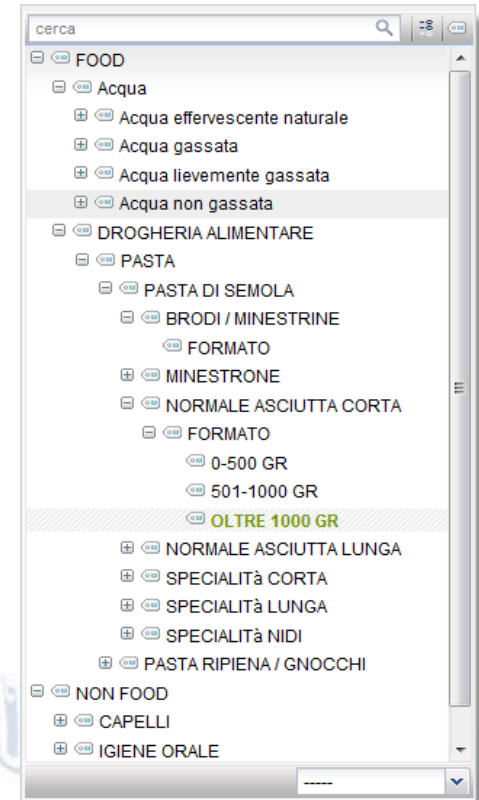 cerca
FOOD
Acqua
Acqua effervescente naturale
Acqua gassata
Acqua lievemente gassata
Acqua non gassata
DROGHERIA ALIMENTARE
PASTA
PASTA DI SEMOLA
BRODI / MINESTRINE
FORMATO
MINESTRONE
NORMALE ASCIUTTA CORTA
FORMATO
0-500 GR
501-1000 GR
OLTRE 1000 GR
NORMALE ASCIUTTA LUNGA
SPECIALITà CORTA
SPECIALITà LUNGA
SPECIALITà NIDI
PASTA RIPIENA / GNOCCHI
NON FOOD
CAPELLI
IGIENE ORALE
-----